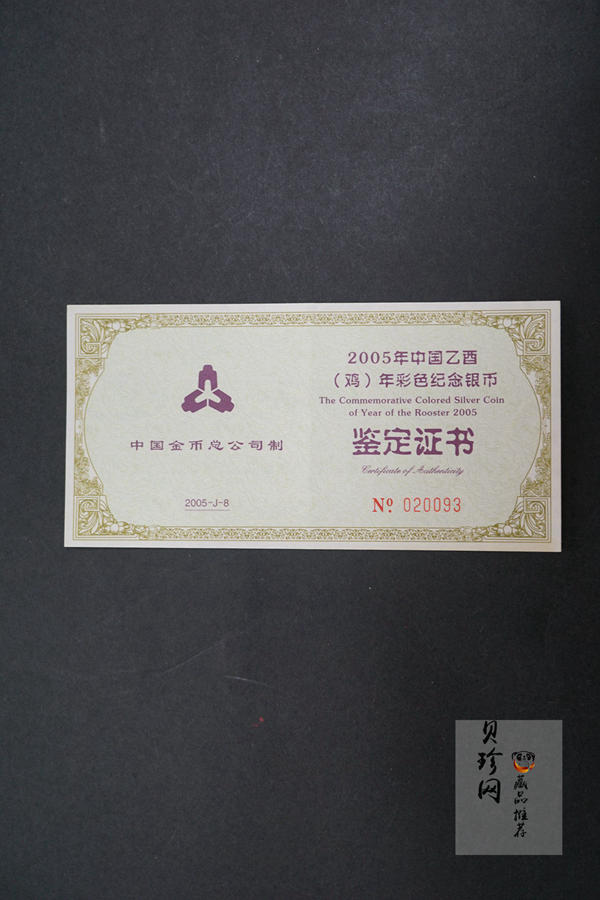 中国金币总公司制
2005-J-8
2005年中国乙酉
（鸡）年彩色纪念银币
The Commemorative Colored Silver Coin
of Year of the Rooster 2005
鉴定证书
Certificate of Authenticity
Nº 020093
贝珍网
藏品推荐